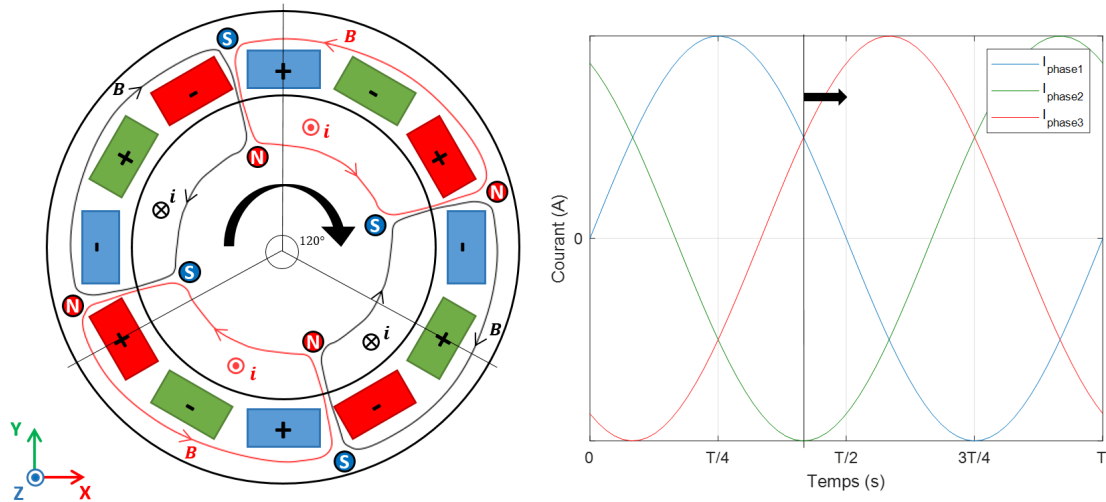 S
B
+
B
-
-
i
+
+
N
N
i
120°
S
-
-
S
N
N
B
+
i
+
i
-
-
+
B
S
Y
Z
X
I phase1
I phase2
I phase3
Courant (A)
0
0
T/4
T/2
3T/4
T
Temps (s)